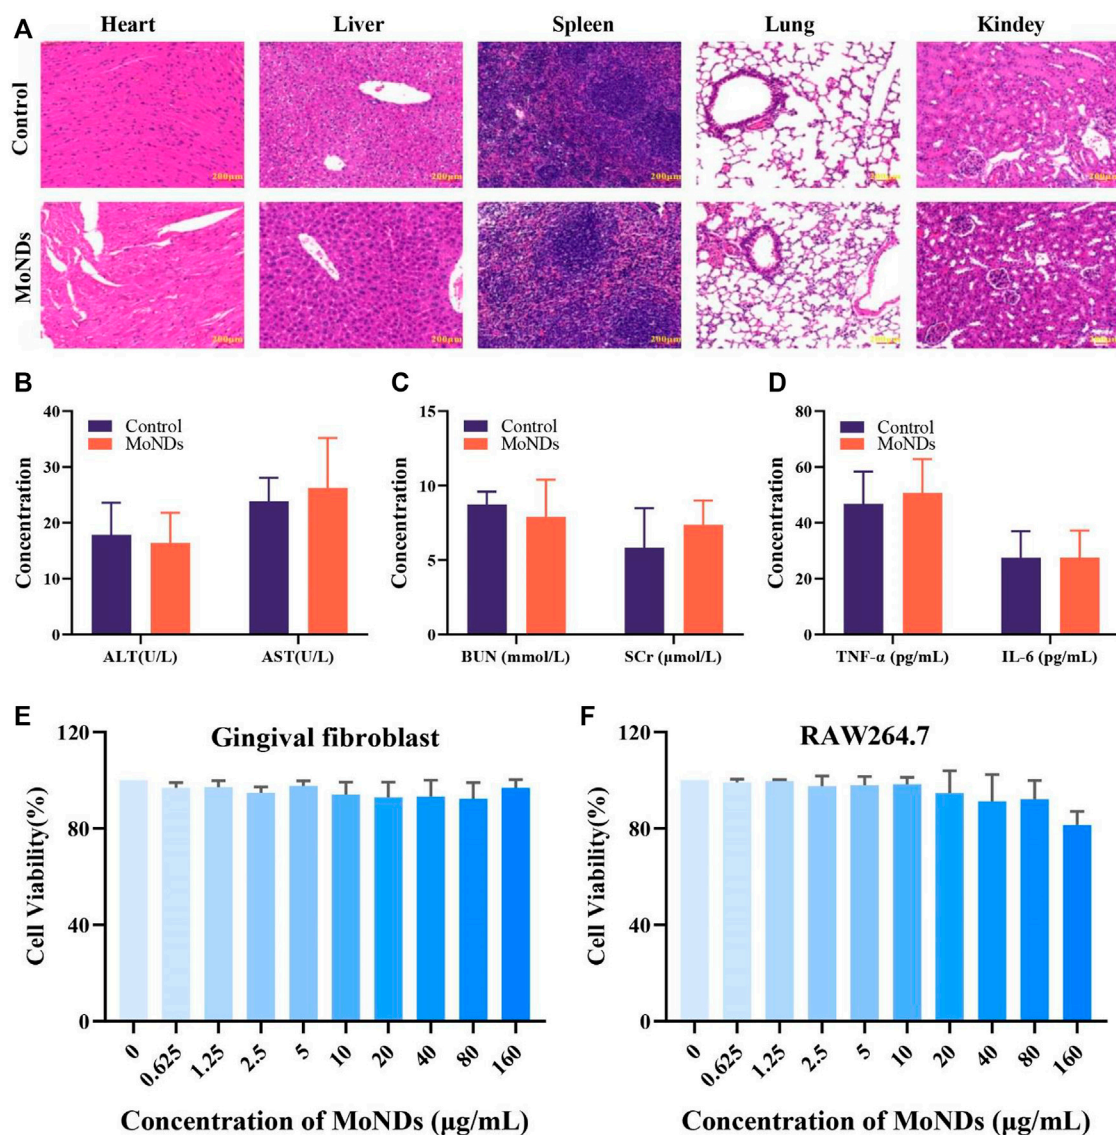 A
Heart Liver Spleen Lung Kindey
Control
200μm 200μm 200μm 200μm 200μm
MoNDs
200μm 200μm 200μm 200μm 200μm
B
Concentration
40
30
20
10
0
Control
MoNDs
ALT(U/L) AST(U/L)
C
Concentration
15
10
5
0
Control
MoNDs
BUN (mmol/L) SCr (μmol/L)
D
Concentration
80
60
40
20
0
Control
MoNDs
TNF-α (pg/mL) IL-6 (pg/mL)
E
Gingival fibroblast
Cell Viability(%)
120
80
40
0
0 0.625 1.25 2.5 5 10 20 40 80 160
Concentration of MoNDs (μg/mL)
F
RAW264.7
Cell Viability(%)
120
80
40
0
0 0.625 1.25 2.5 5 10 20 40 80 160
Concentration of MoNDs (μg/mL)